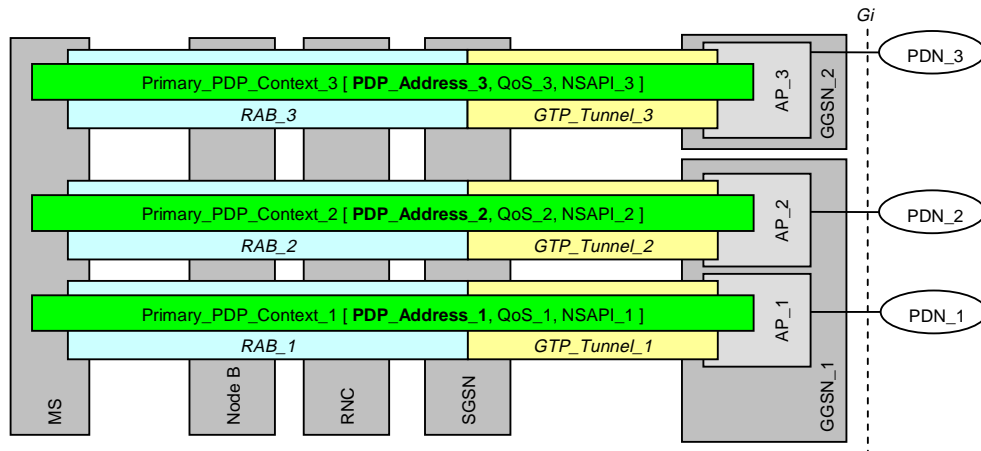 Gi
PDN_3
Primary_PDP_Context_3 [ PDP_Address_3, QoS_3, NSAPI_3 ]
AP_3
GGSN_2
RAB_3
GTP_Tunnel_3
Primary_PDP_Context_2 [ PDP_Address_2, QoS_2, NSAPI_2 ]
AP_2
PDN_2
RAB_2
GTP_Tunnel_2
Primary_PDP_Context_1 [ PDP_Address_1, QoS_1, NSAPI_1 ]
AP_1
PDN_1
RAB_1
GTP_Tunnel_1
MS
Node B
RNC
SGSN
GGSN_1